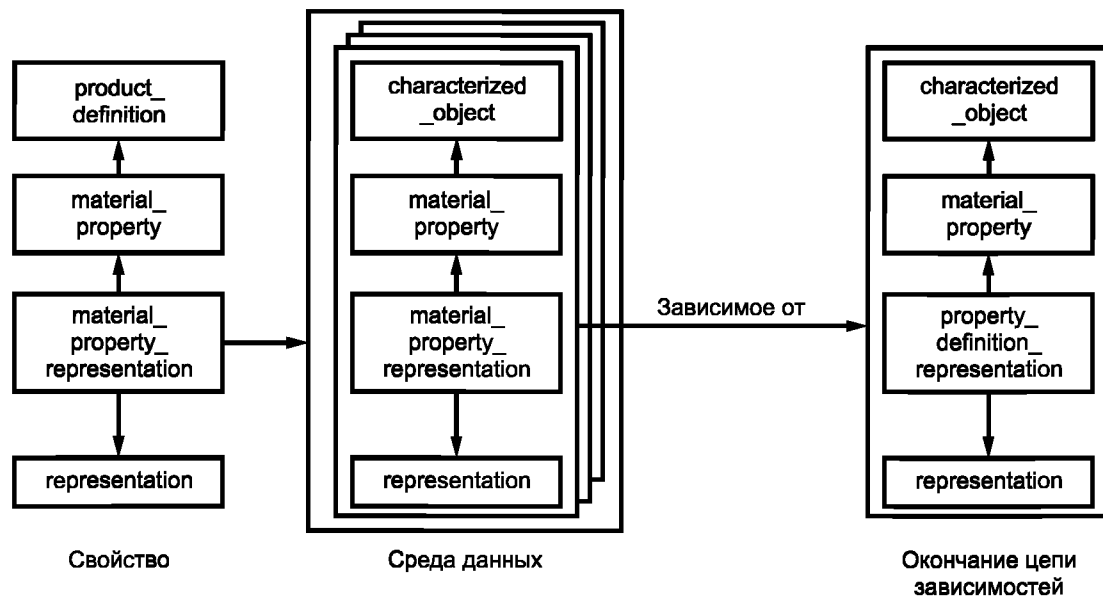 product_
definition
material_
property
material_
property_
representation
representation
Свойство
characterized
_object
material_
property
material_
property_
representation
representation
Среда данных
Зависимое от
characterized
_object
material_
property
property_
definition_
representation
representation
Окончание цепи
зависимостей